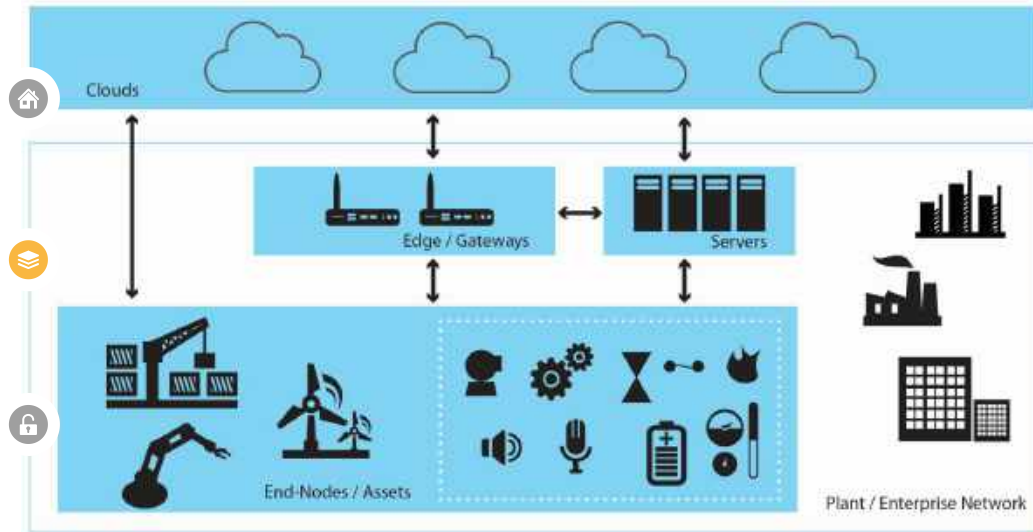 Clouds
Edge / Gateways
Servers
End-Nodes / Assets
Plant / Enterprise Network